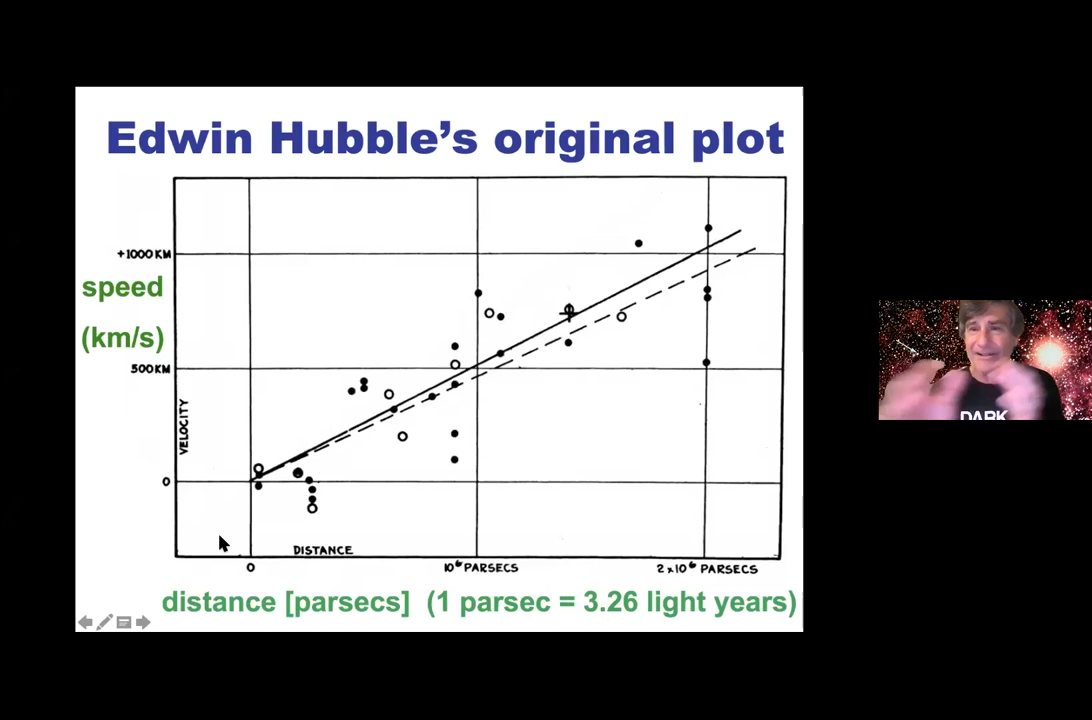 Edwin Hubble's original plot
+1000 KM
speed
(km/s)
500 KM
VELOCITY
0
DISTANCE
0
10⁶ PARSECS
2 x 10⁶ PARSECS
distance [parsecs] (1 parsec = 3.26 light years)
DARK